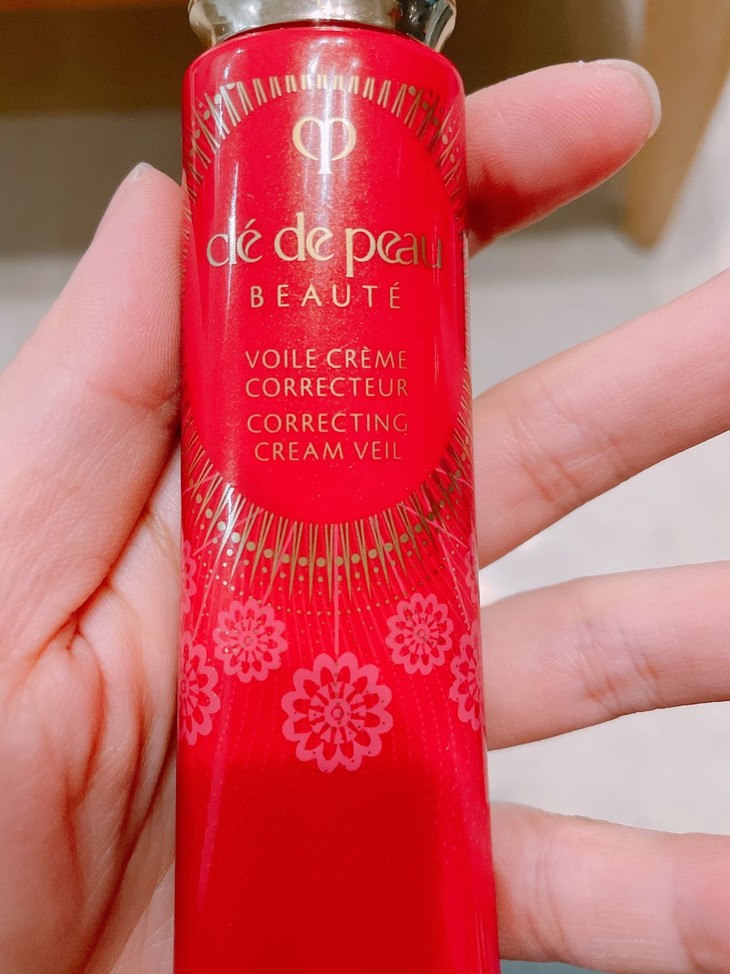 clé de peau
BEAUTÉ
VOILE CRÈME
CORRECTEUR
CORRECTING
CREAM VEIL